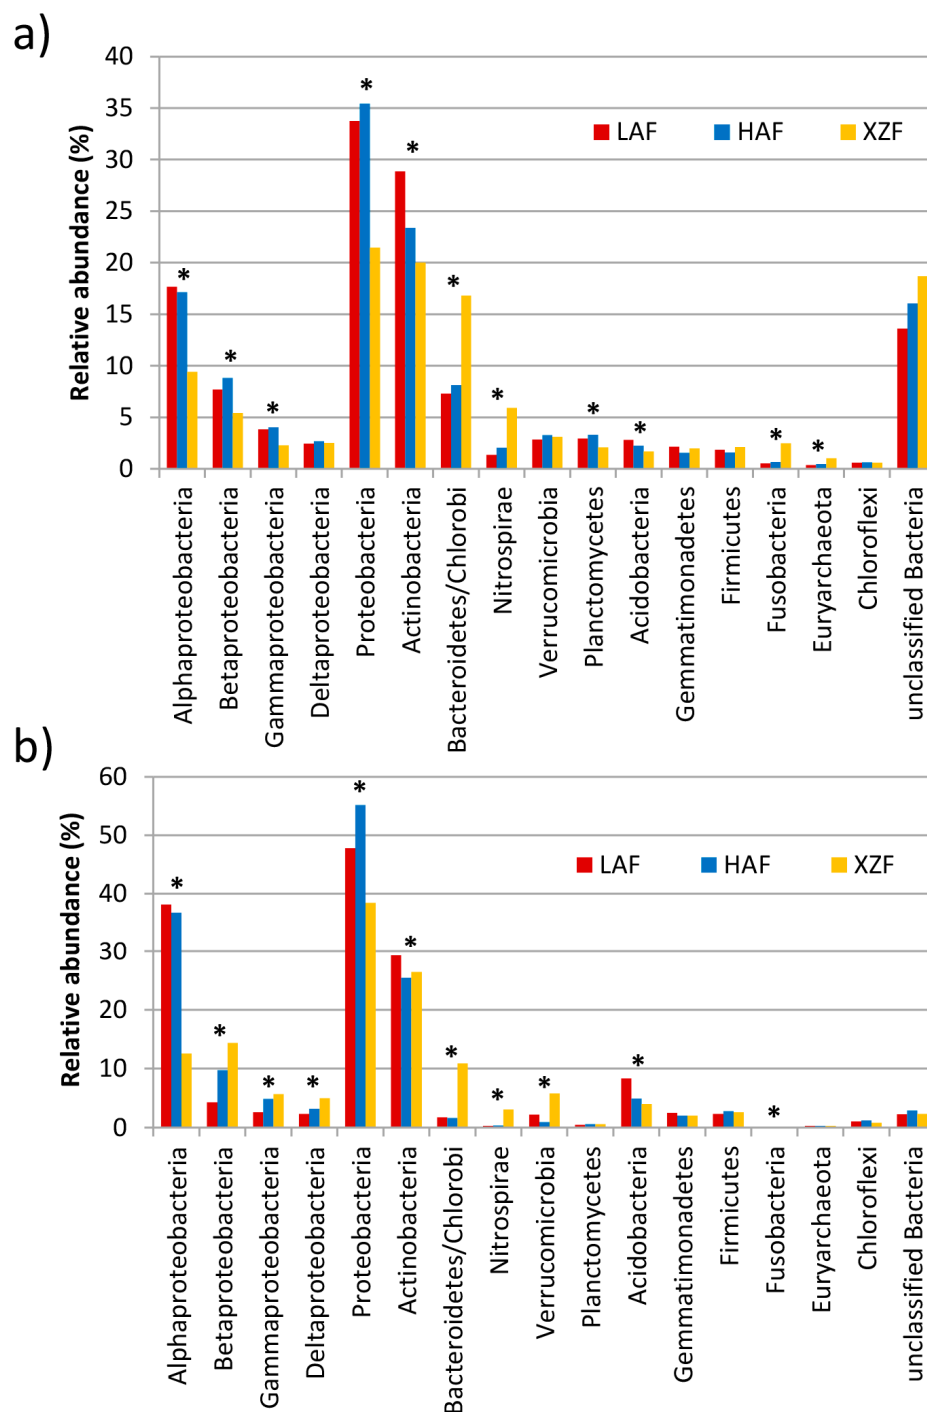 a)
40
35
30
25
20
15
10
5
0
Relative abundance (%)
LAF HAF XZF
* * * * * * * * * * * *
Alphaproteobacteria
Betaproteobacteria
Gammaproteobacteria
Deltaproteobacteria
Proteobacteria
Actinobacteria
Bacteroidetes/Chlorobi
Nitrospirae
Verrucomicrobia
Planctomycetes
Acidobacteria
Gemmatimonadetes
Firmicutes
Fusobacteria
Euryarchaeota
Chloroflexi
unclassified Bacteria
b)
60
50
40
30
20
10
0
Relative abundance (%)
LAF HAF XZF
* * * * * * * * * * *
Alphaproteobacteria
Betaproteobacteria
Gammaproteobacteria
Deltaproteobacteria
Proteobacteria
Actinobacteria
Bacteroidetes/Chlorobi
Nitrospirae
Verrucomicrobia
Planctomycetes
Acidobacteria
Gemmatimonadetes
Firmicutes
Fusobacteria
Euryarchaeota
Chloroflexi
unclassified Bacteria